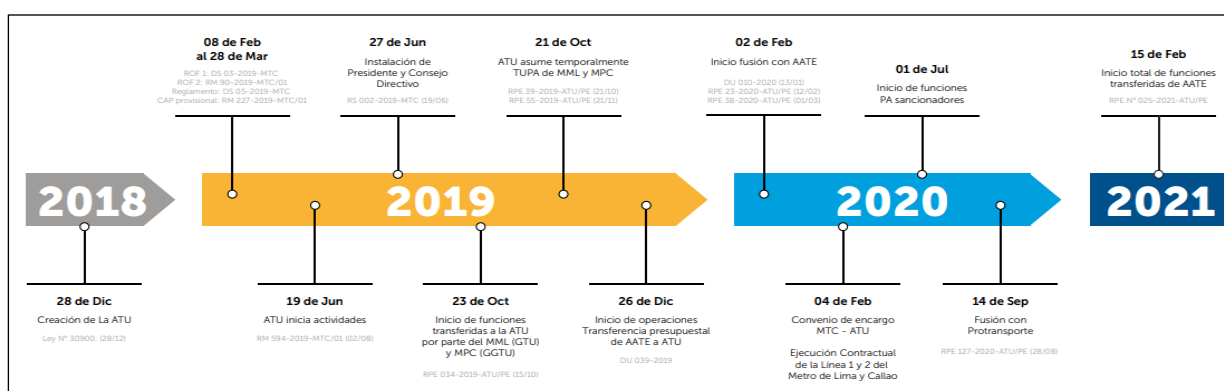 08 de Feb
al 28 de Mar
ROF 1: DS 03-2019-MTC
ROF 2: RM 90-2019-MTC/01
Reglamento: DS 05-2019-MTC
CAP provisional: RM 227-2019-MTC/01
27 de Jun
Instalación de
Presidente y Consejo
Directivo
RS 002-2019-MTC (19/06)
21 de Oct
ATU asume temporalmente
TUPA de MML y MPC
RPE 39-2019-ATU/PE (21/10)
RPE 55-2019-ATU/PE (21/11)
02 de Feb
Inicio fusión con AATE
DU 010-2020 (13/01)
RPE 23-2020-ATU/PE (12/02)
RPE 38-2020-ATU/PE (01/03)
01 de Jul
Inicio de funciones
PA sancionadores
15 de Feb
Inicio total de funciones
transferidas de AATE
RPE N° 025-2021-ATU/PE
2018
2019
2020
2021
28 de Dic
Creación de La ATU
Ley N° 30900: (28/12)
19 de Jun
ATU inicia actividades
RM 594-2019-MTC/01 (02/08)
23 de Oct
Inicio de funciones
transferidas a la ATU
por parte del MML (GTU)
y MPC (GGTU)
RPE 034-2019-ATU/PE (15/10)
26 de Dic
Inicio de operaciones
Transferencia presupuestal
de AATE a ATU
DU 039-2019
04 de Feb
Convenio de encargo
MTC - ATU
Ejecución Contractual
de la Línea 1 y 2 del
Metro de Lima y Callao
14 de Sep
Fusión con
Protransporte
RPE 127-2020-ATU/PE (28/08)